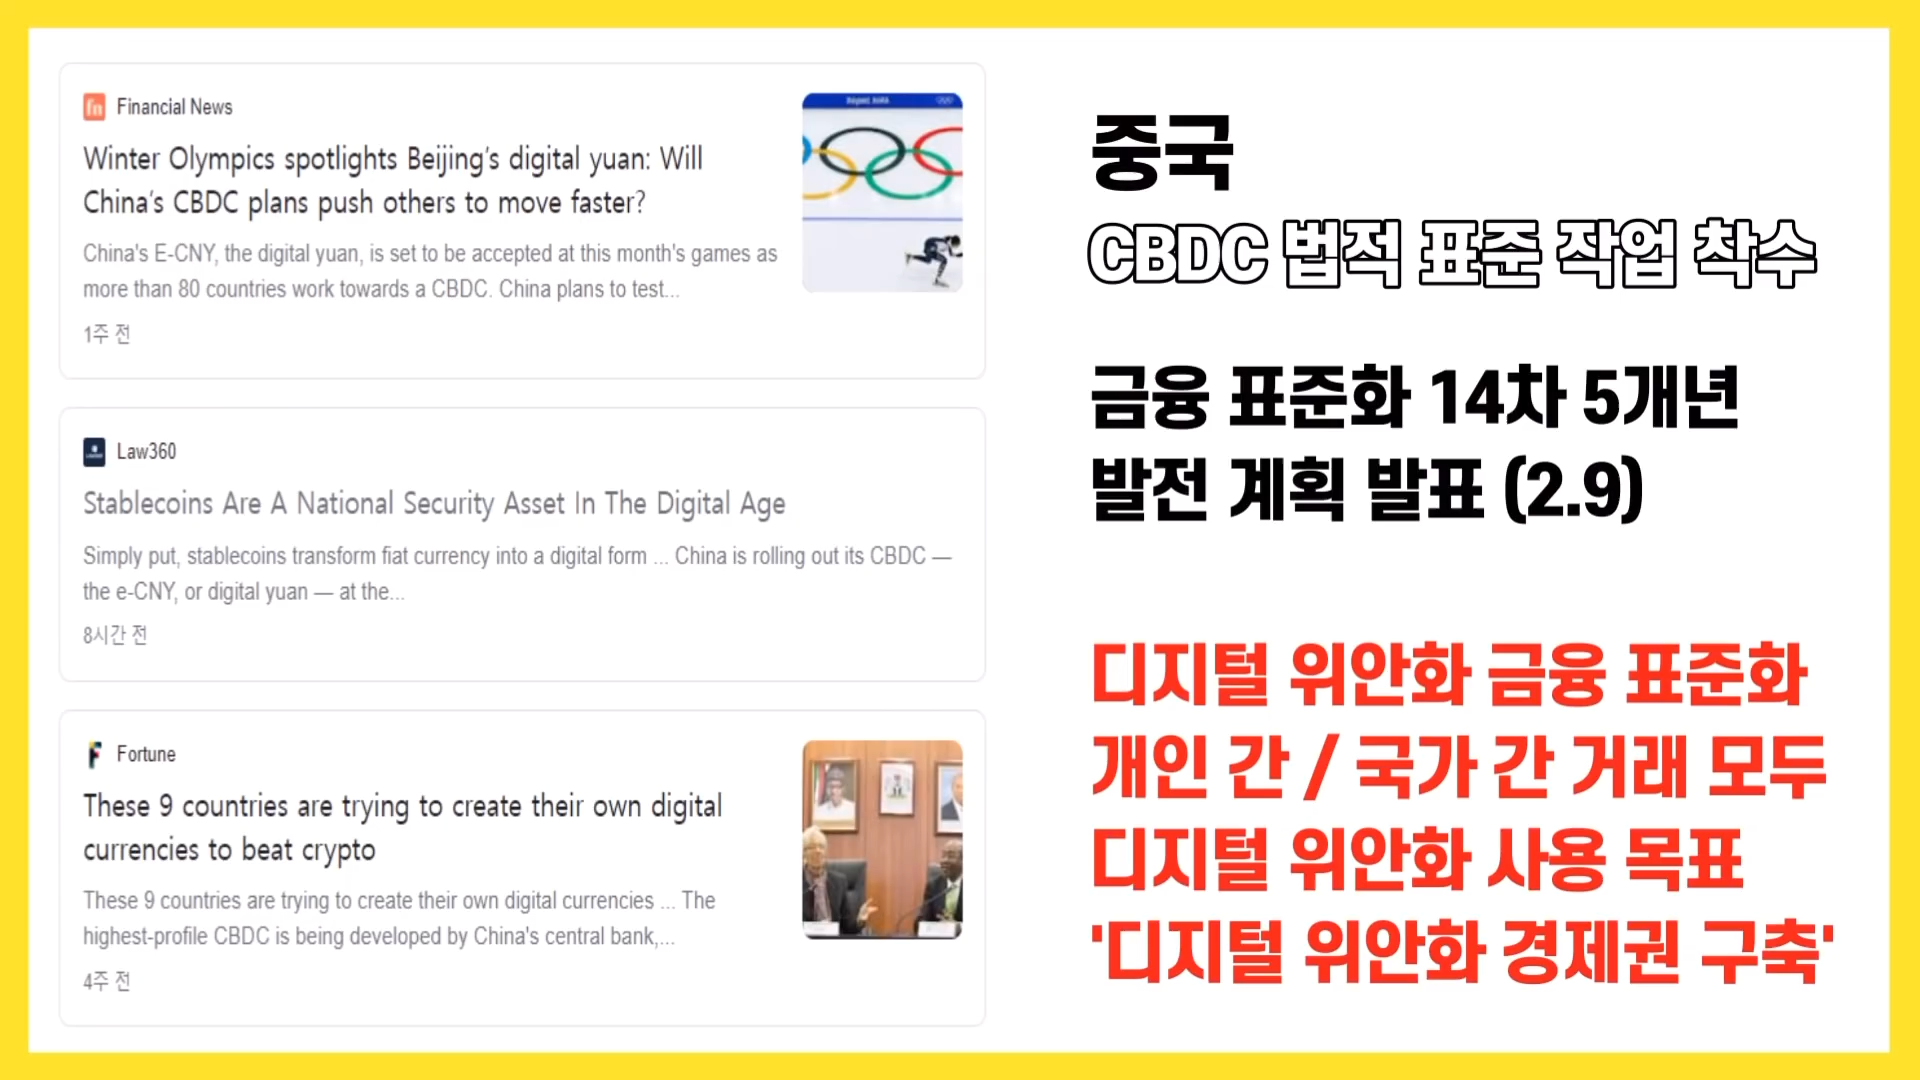 Financial News
Winter Olympics spotlights Beijing's digital yuan: Will
China's CBDC plans push others to move faster?
China's E-CNY, the digital yuan, is set to be accepted at this month's games as
more than 80 countries work towards a CBDC. China plans to test...
1주 전
Law360
Stablecoins Are A National Security Asset In The Digital Age
Simply put, stablecoins transform fiat currency into a digital form ... China is rolling out its CBDC —
the e-CNY, or digital yuan — at the...
8시간 전
Fortune
These 9 countries are trying to create their own digital
currencies to beat crypto
These 9 countries are trying to create their own digital currencies ... The
highest-profile CBDC is being developed by China's central bank,...
4주 전
중국
CBDC 법적 표준 작업 착수
금융 표준화 14차 5개년
발전 계획 발표 (2.9)
디지털 위안화 금융 표준화
개인 간 / 국가 간 거래 모두
디지털 위안화 사용 목표
'디지털 위안화 경제권 구축'